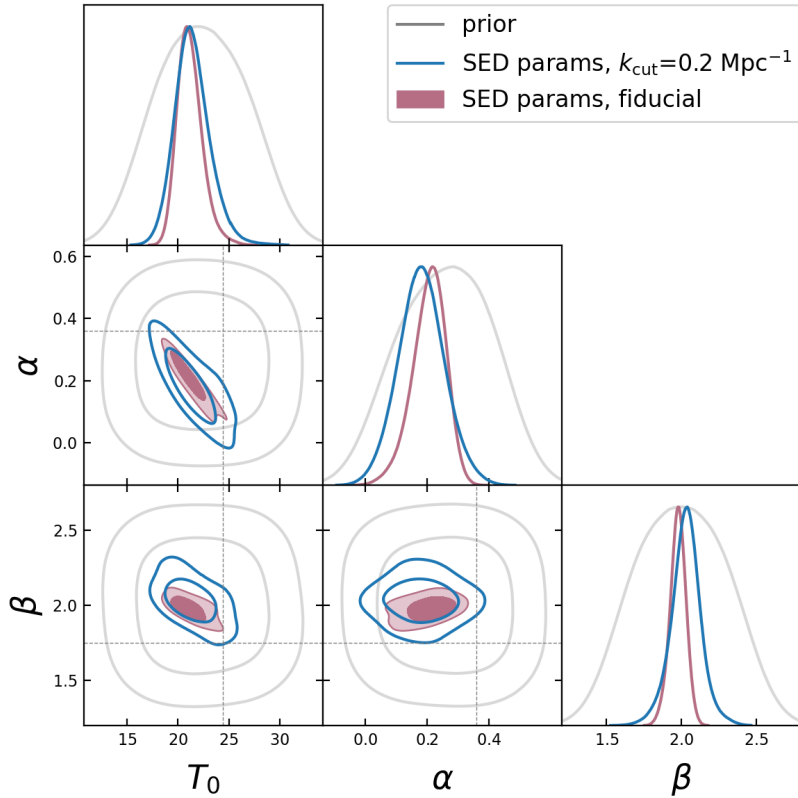 prior
SED params, k_cut=0.2 Mpc⁻¹
SED params, fiducial
0.6
0.4
α
0.2
0.0
2.5
β
2.0
1.5
15 20 25 30 0.0 0.2 0.4 1.5 2.0 2.5
T₀ α β